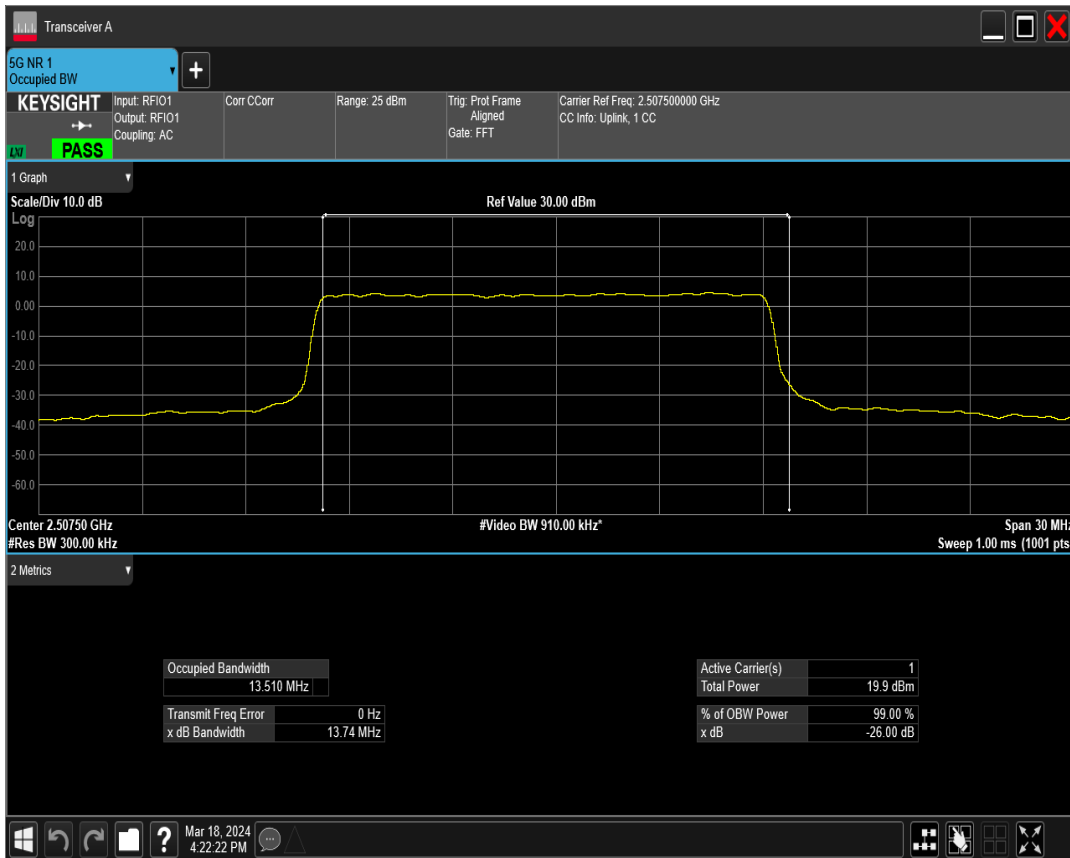 Transceiver A
5G NR 1
Occupied BW
+
KEYSIGHT
LXI
PASS
Input: RFIO1
Output: RFIO1
Coupling: AC
Corr CCorr
Range: 25 dBm
Trig: Prot Frame
Aligned
Gate: FFT
Carrier Ref Freq: 2.507500000 GHz
CC Info: Uplink, 1 CC
1 Graph
Scale/Div 10.0 dB
Ref Value 30.00 dBm
Log
20.0
10.0
0.00
-10.0
-20.0
-30.0
-40.0
-50.0
-60.0
Center 2.50750 GHz
#Video BW 910.00 kHz*
Span 30 MHz
#Res BW 300.00 kHz
Sweep 1.00 ms (1001 pts
2 Metrics
Occupied Bandwidth
13.510 MHz
Transmit Freq Error 0 Hz
x dB Bandwidth 13.74 MHz
Active Carrier(s) 1
Total Power 19.9 dBm
% of OBW Power 99.00 %
x dB -26.00 dB
?
Mar 18, 2024
4:22:22 PM